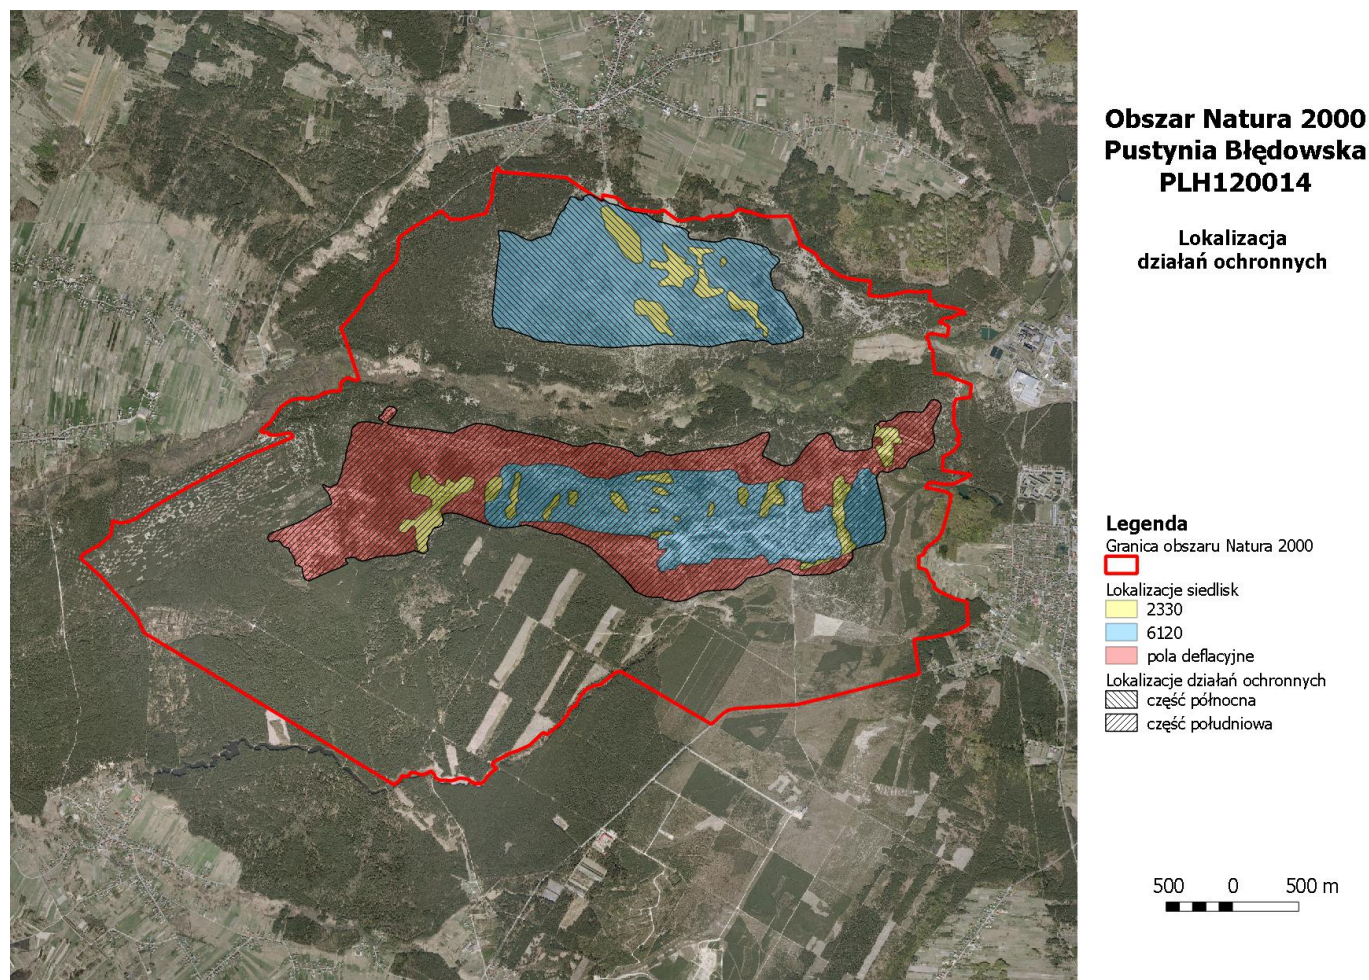 Obszar Natura 2000
Pustynia Błędowska
PLH120014
Lokalizacja
działań ochronnych
Legenda
Granica obszaru Natura 2000
Lokalizacje siedlisk
2330
6120
pola deflacyjne
Lokalizacje działań ochronnych
część północna
część południowa
500 0 500 m